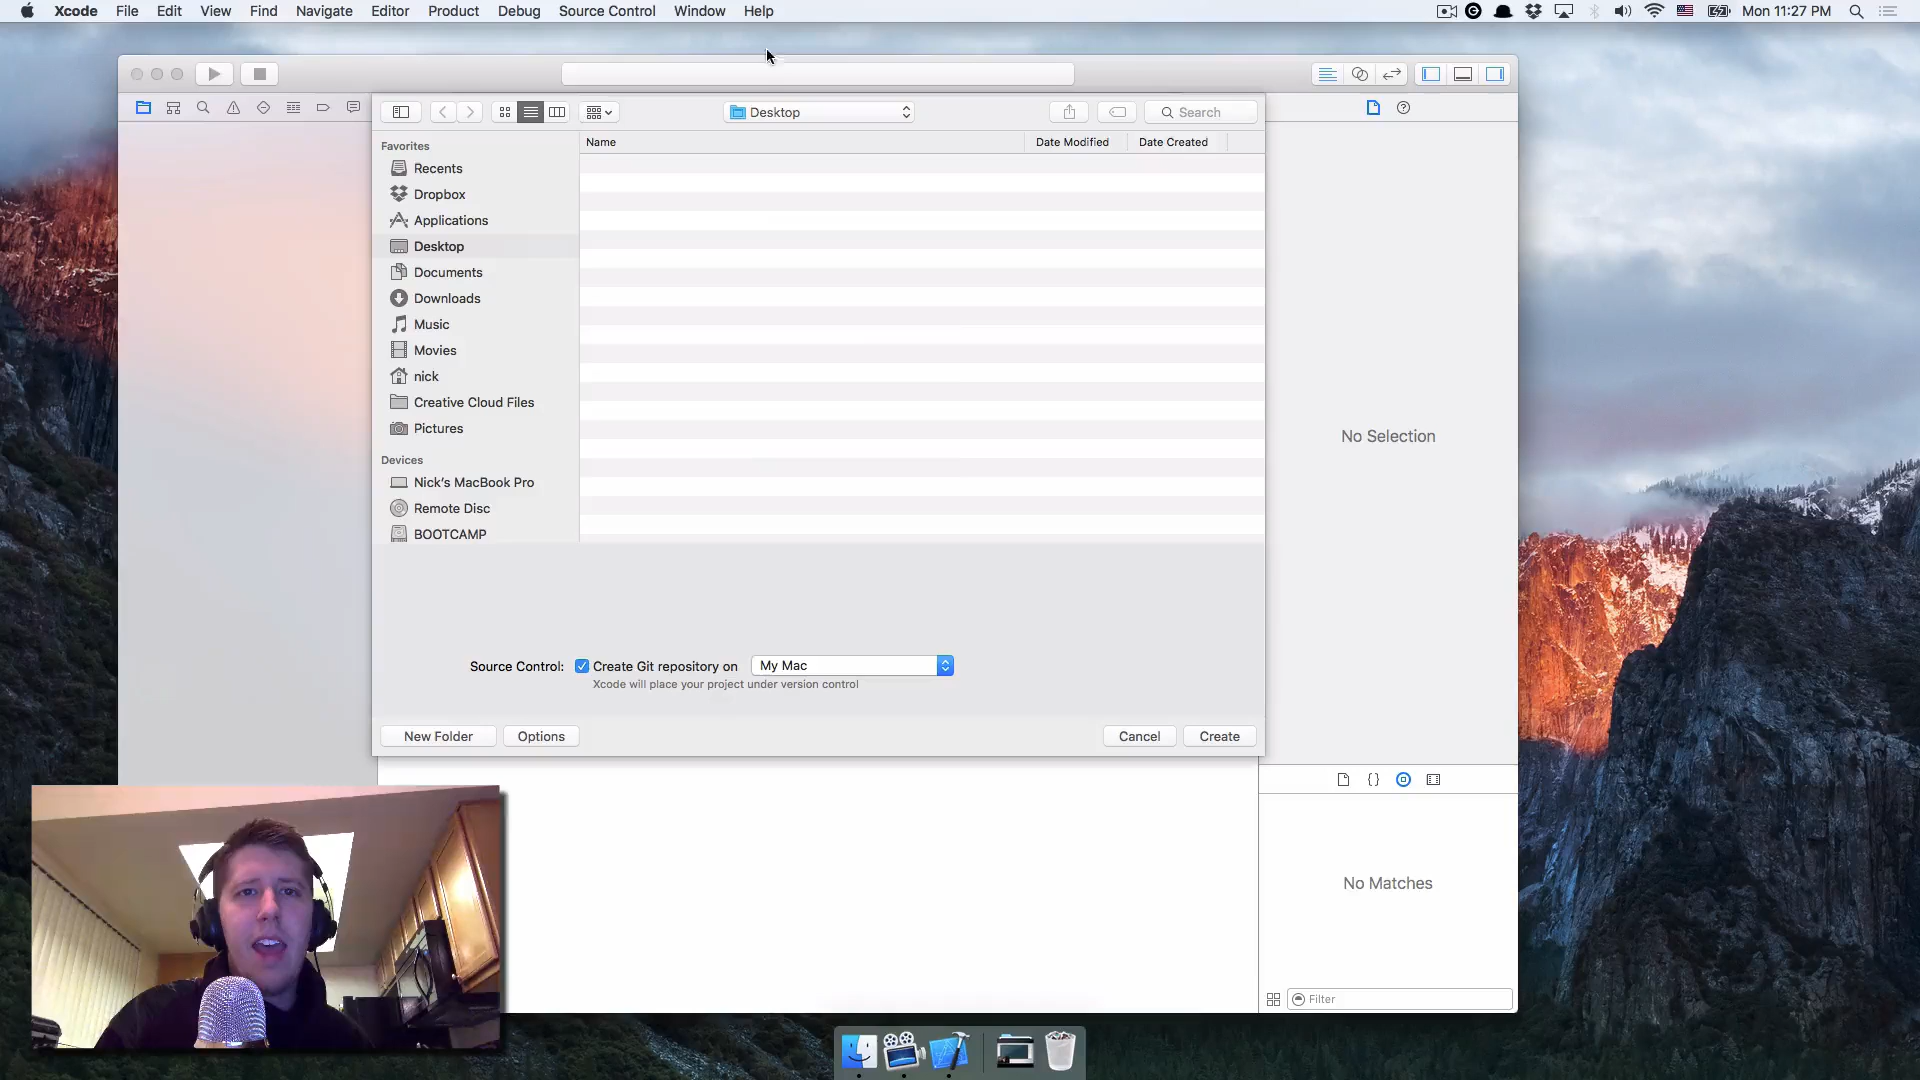 Xcode File Edit View Find Navigate Editor Product Debug Source Control Window Help
Mon 11:27 PM
Desktop
Search
Favorites
Recents
Dropbox
Applications
Desktop
Documents
Downloads
Music
Movies
nick
Creative Cloud Files
Pictures
Devices
Nick's MacBook Pro
Remote Disc
BOOTCAMP
Name Date Modified Date Created
No Selection
Source Control: Create Git repository on My Mac
Xcode will place your project under version control
New Folder Options Cancel Create
No Matches
Filter